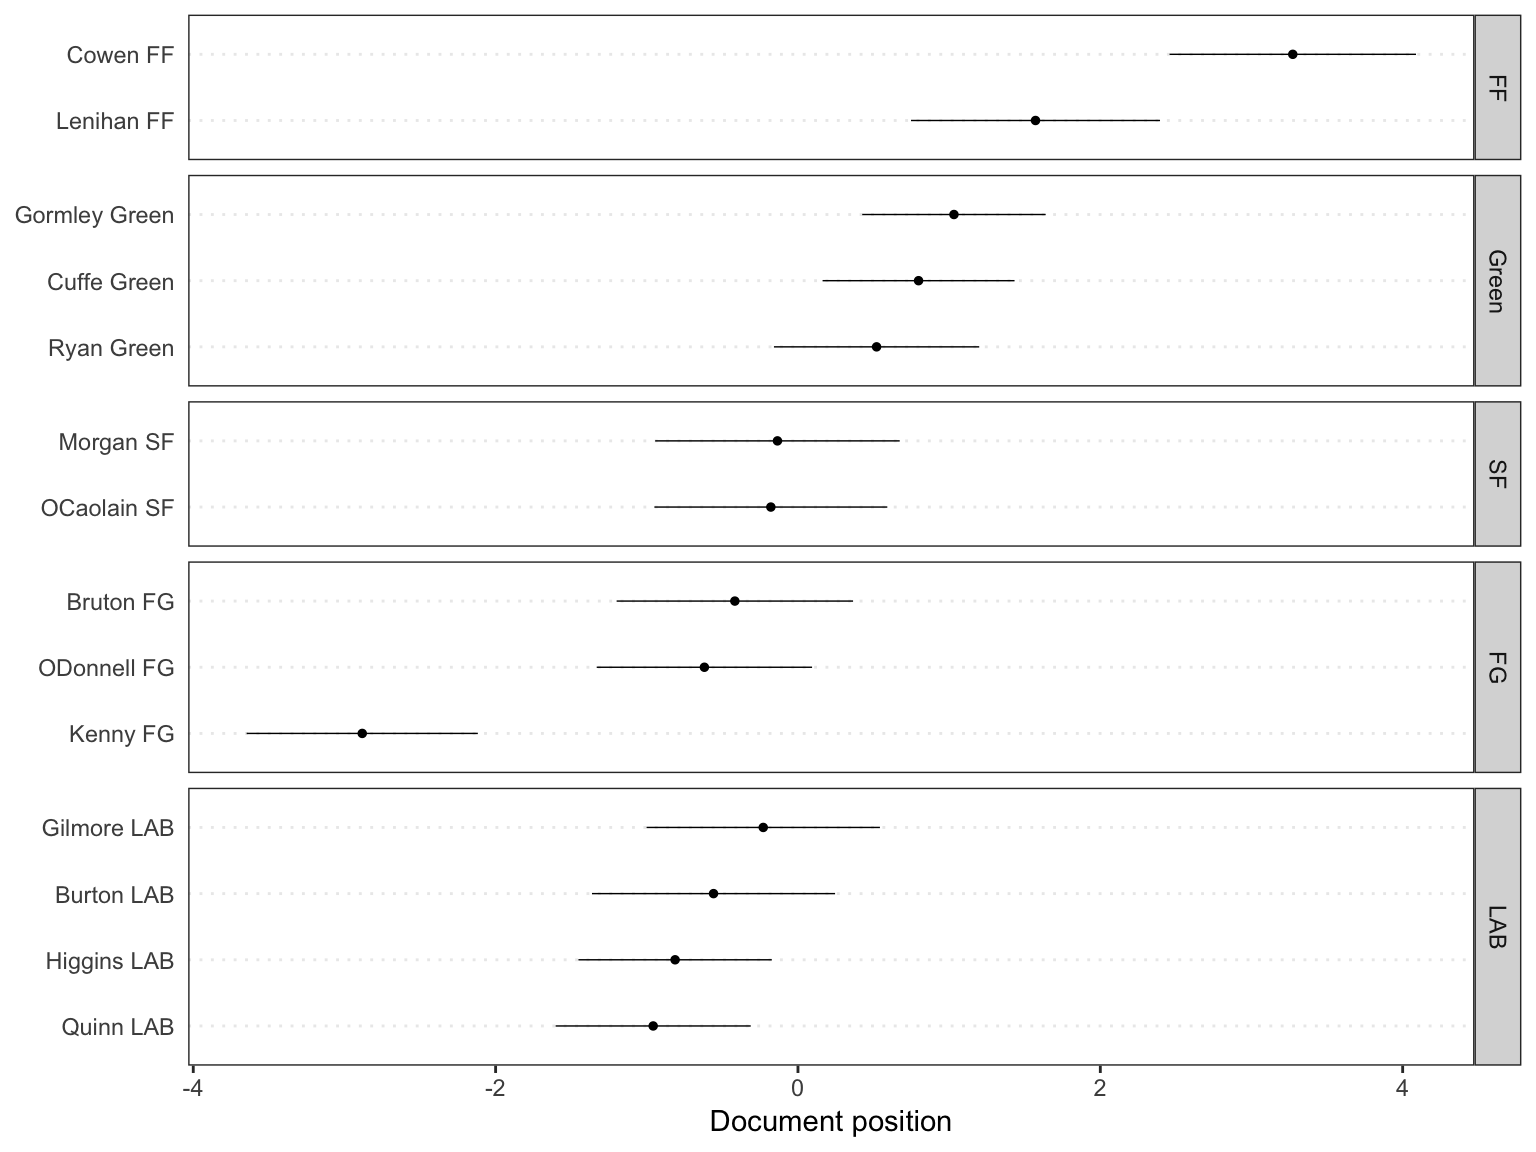 Cowen FF
Lenihan FF
FF
Gormley Green
Cuffe Green
Ryan Green
Green
Morgan SF
OCaolain SF
SF
Bruton FG
ODonnell FG
Kenny FG
FG
Gilmore LAB
Burton LAB
Higgins LAB
Quinn LAB
LAB
-4 -2 0 2 4
Document position